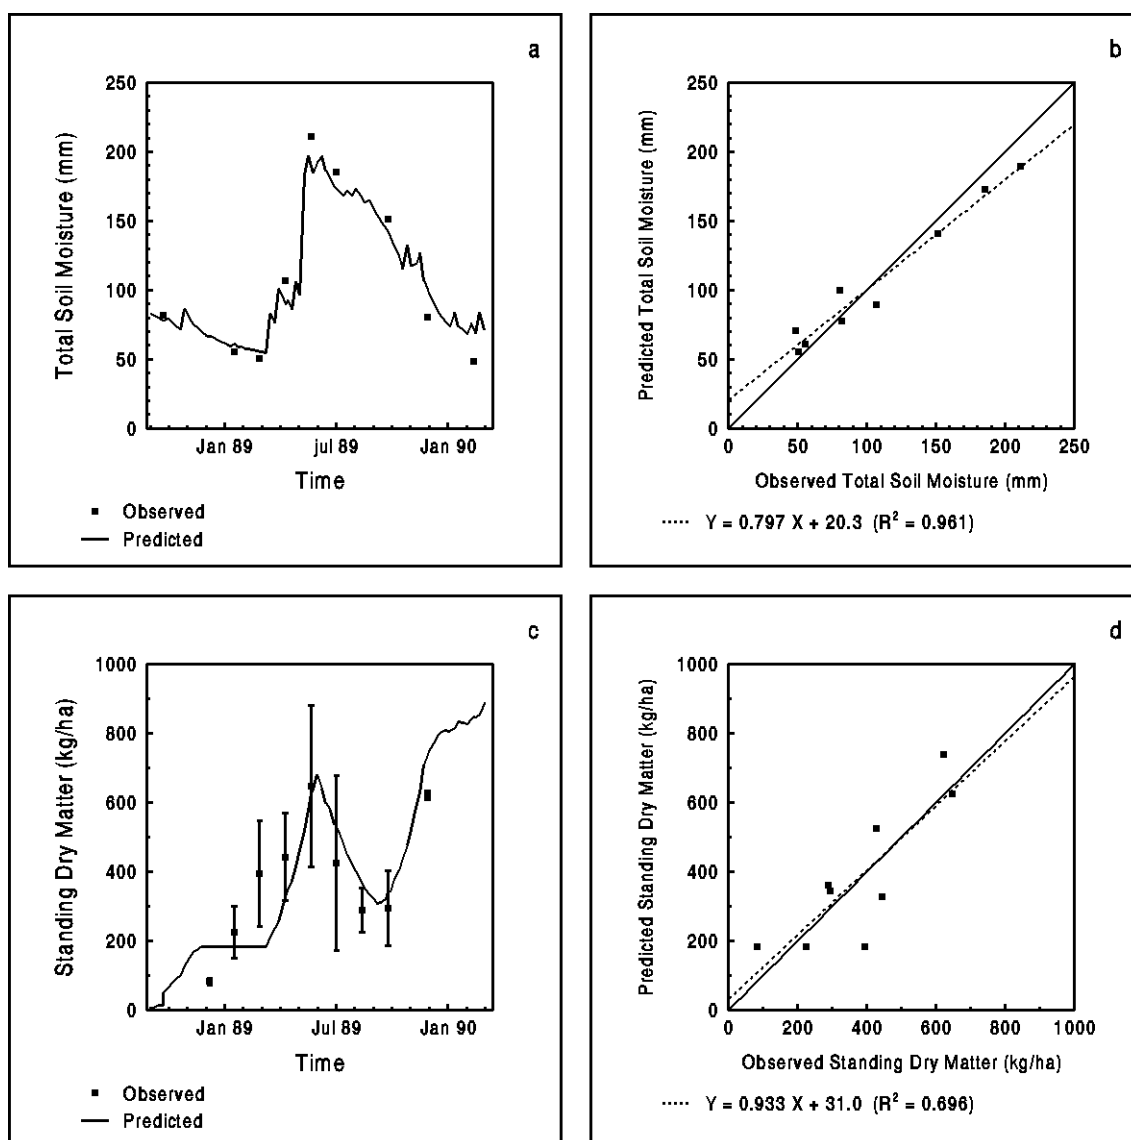 a
250
200
150
100
50
0
Total Soil Moisture (mm)
Jan 89 jul 89 Jan 90
Time
Observed
Predicted
b
250
200
150
100
50
0
Predicted Total Soil Moisture (mm)
0 50 100 150 200 250
Observed Total Soil Moisture (mm)
Y = 0.797 X + 20.3 (R² = 0.961)
c
1000
800
600
400
200
0
Standing Dry Matter (kg/ha)
Jan 89 Jul 89 Jan 90
Time
Observed
Predicted
d
1000
800
600
400
200
0
Predicted Standing Dry Matter (kg/ha)
0 200 400 600 800 1000
Observed Standing Dry Matter (kg/ha)
Y = 0.933 X + 31.0 (R² = 0.696)